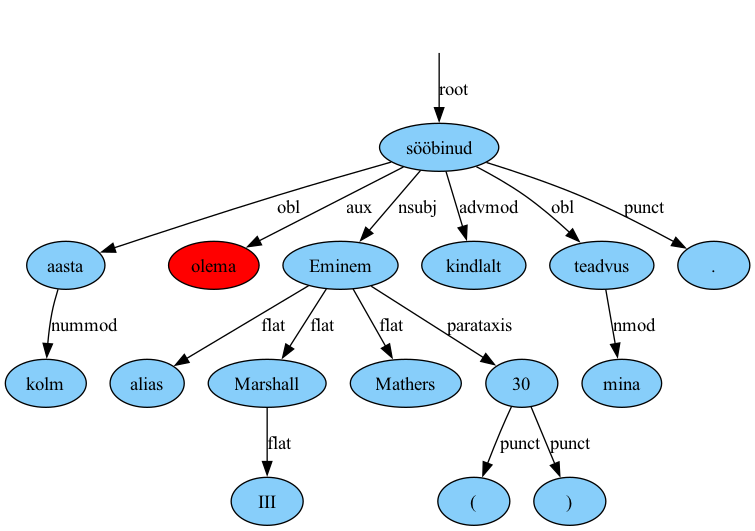 root
sööbinud
obl aux nsubj advmod obl punct
aasta olema Eminem kindlalt teadvus .
nummod flat flat flat parataxis nmod
kolm alias Marshall Mathers 30 mina
flat punct punct
III ( )